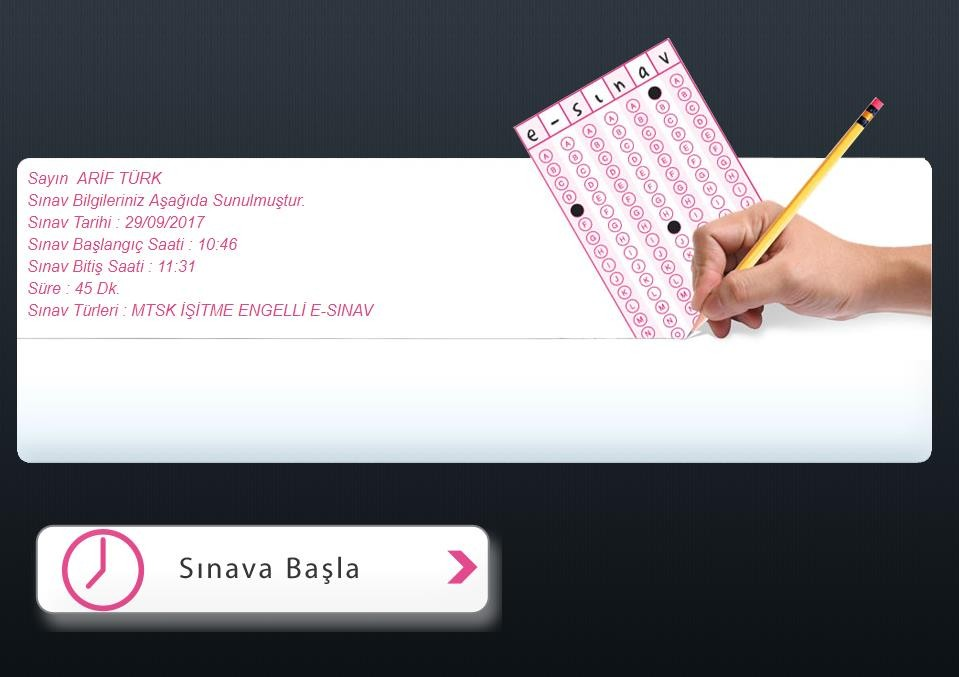 e-sınav
Sayın ARİF TÜRK
Sınav Bilgileriniz Aşağıda Sunulmuştur.
Sınav Tarihi : 29/09/2017
Sınav Başlangıç Saati : 10:46
Sınav Bitiş Saati : 11:31
Süre : 45 Dk.
Sınav Türleri : MTSK İŞİTME ENGELLİ E-SINAV
Sınava Başla